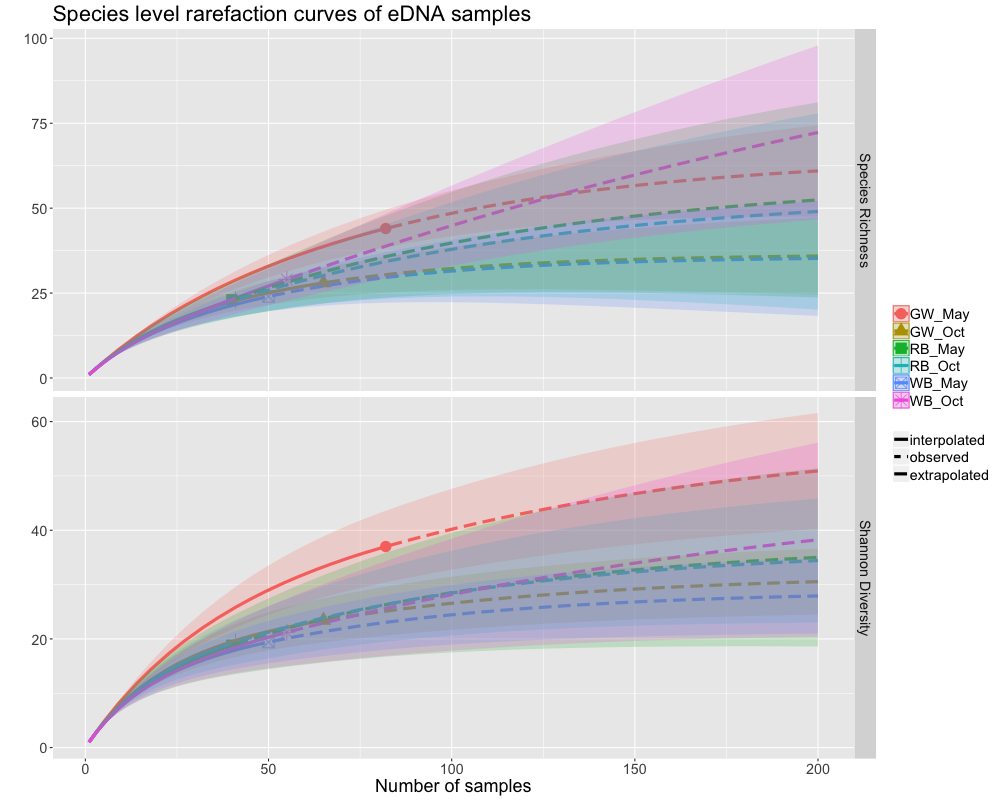 Species level rarefaction curves of eDNA samples
100
75
50
25
0
Species Richness
60
40
20
0
Shannon Diversity
0 50 100 150 200
Number of samples
GW_May
GW_Oct
RB_May
RB_Oct
WB_May
WB_Oct
interpolated
observed
extrapolated